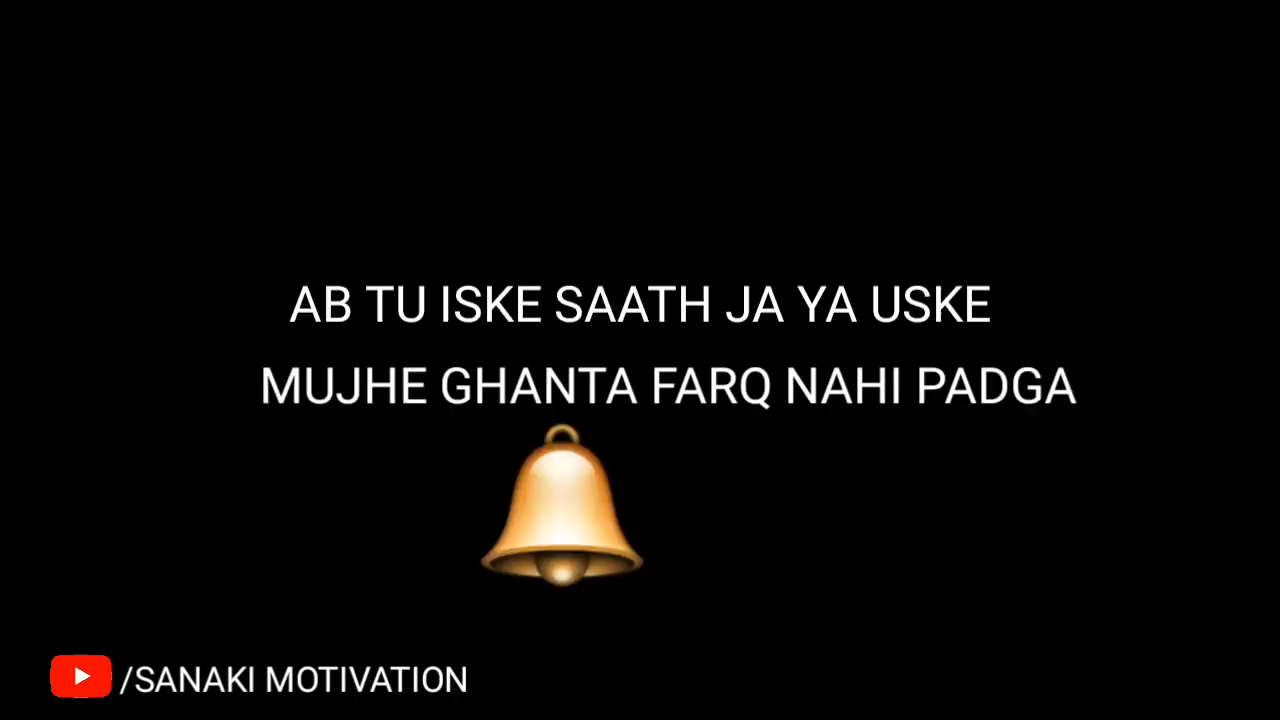 AB TU ISKE SAATH JA YA USKE
MUJHE GHANTA FARQ NAHI PADGA
/SANAKI MOTIVATION